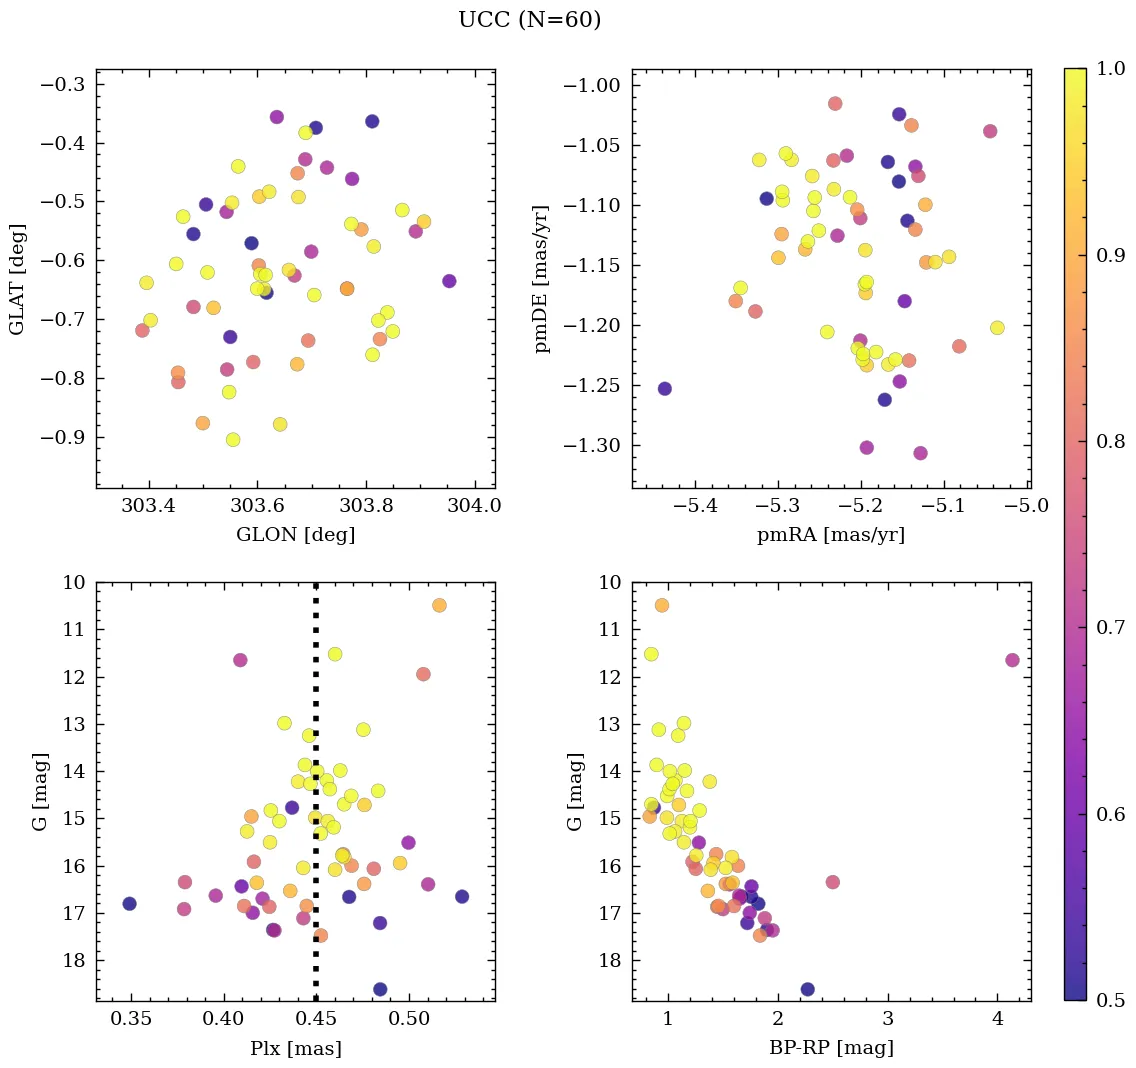 UCC (N=60)
−0.3
−0.4
−0.5
−0.6
−0.7
−0.8
−0.9
GLAT [deg]
303.4 303.6 303.8 304.0
GLON [deg]
−1.00
−1.05
−1.10
−1.15
−1.20
−1.25
−1.30
pmDE [mas/yr]
−5.4 −5.3 −5.2 −5.1 −5.0
pmRA [mas/yr]
10
11
12
13
14
15
16
17
18
G [mag]
0.35 0.40 0.45 0.50
Plx [mas]
10
11
12
13
14
15
16
17
18
G [mag]
1 2 3 4
BP-RP [mag]
1.0
0.9
0.8
0.7
0.6
0.5